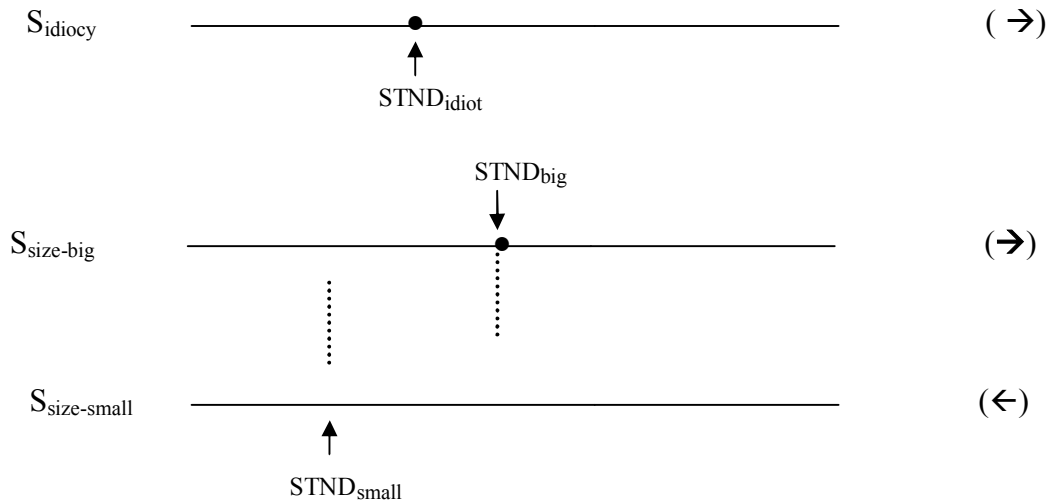 S_idiocy (→)
STND_idiot
STND_big
S_size-big (→)
S_size-small (←)
STND_small